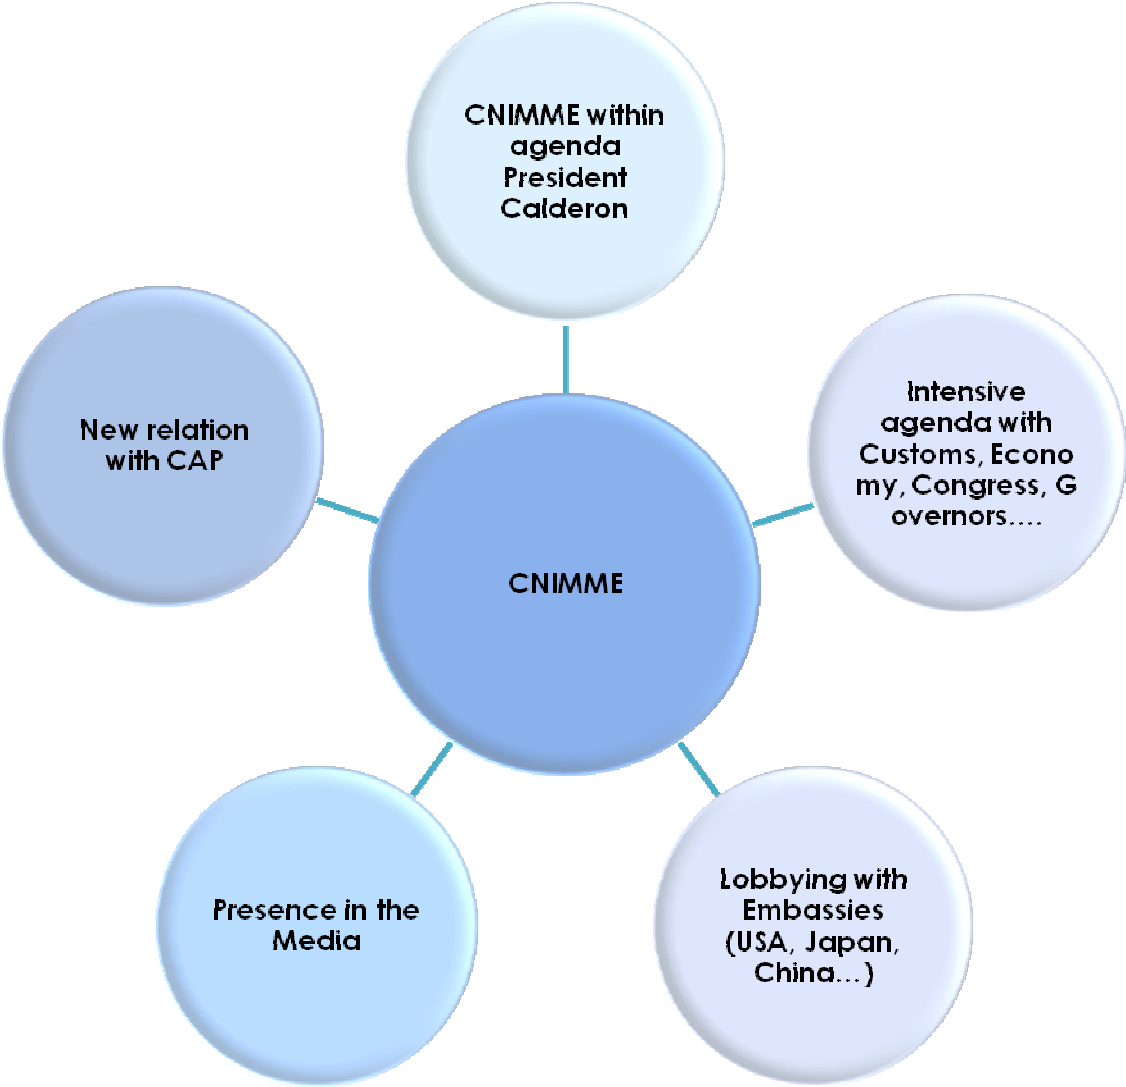 CNIMME within
agenda
President
Calderon
Intensive
agenda with
Customs, Econo
my, Congress, G
overnors....
New relation
with CAP
CNIMME
Lobbying with
Embassies
(USA, Japan,
China...)
Presence in the
Media